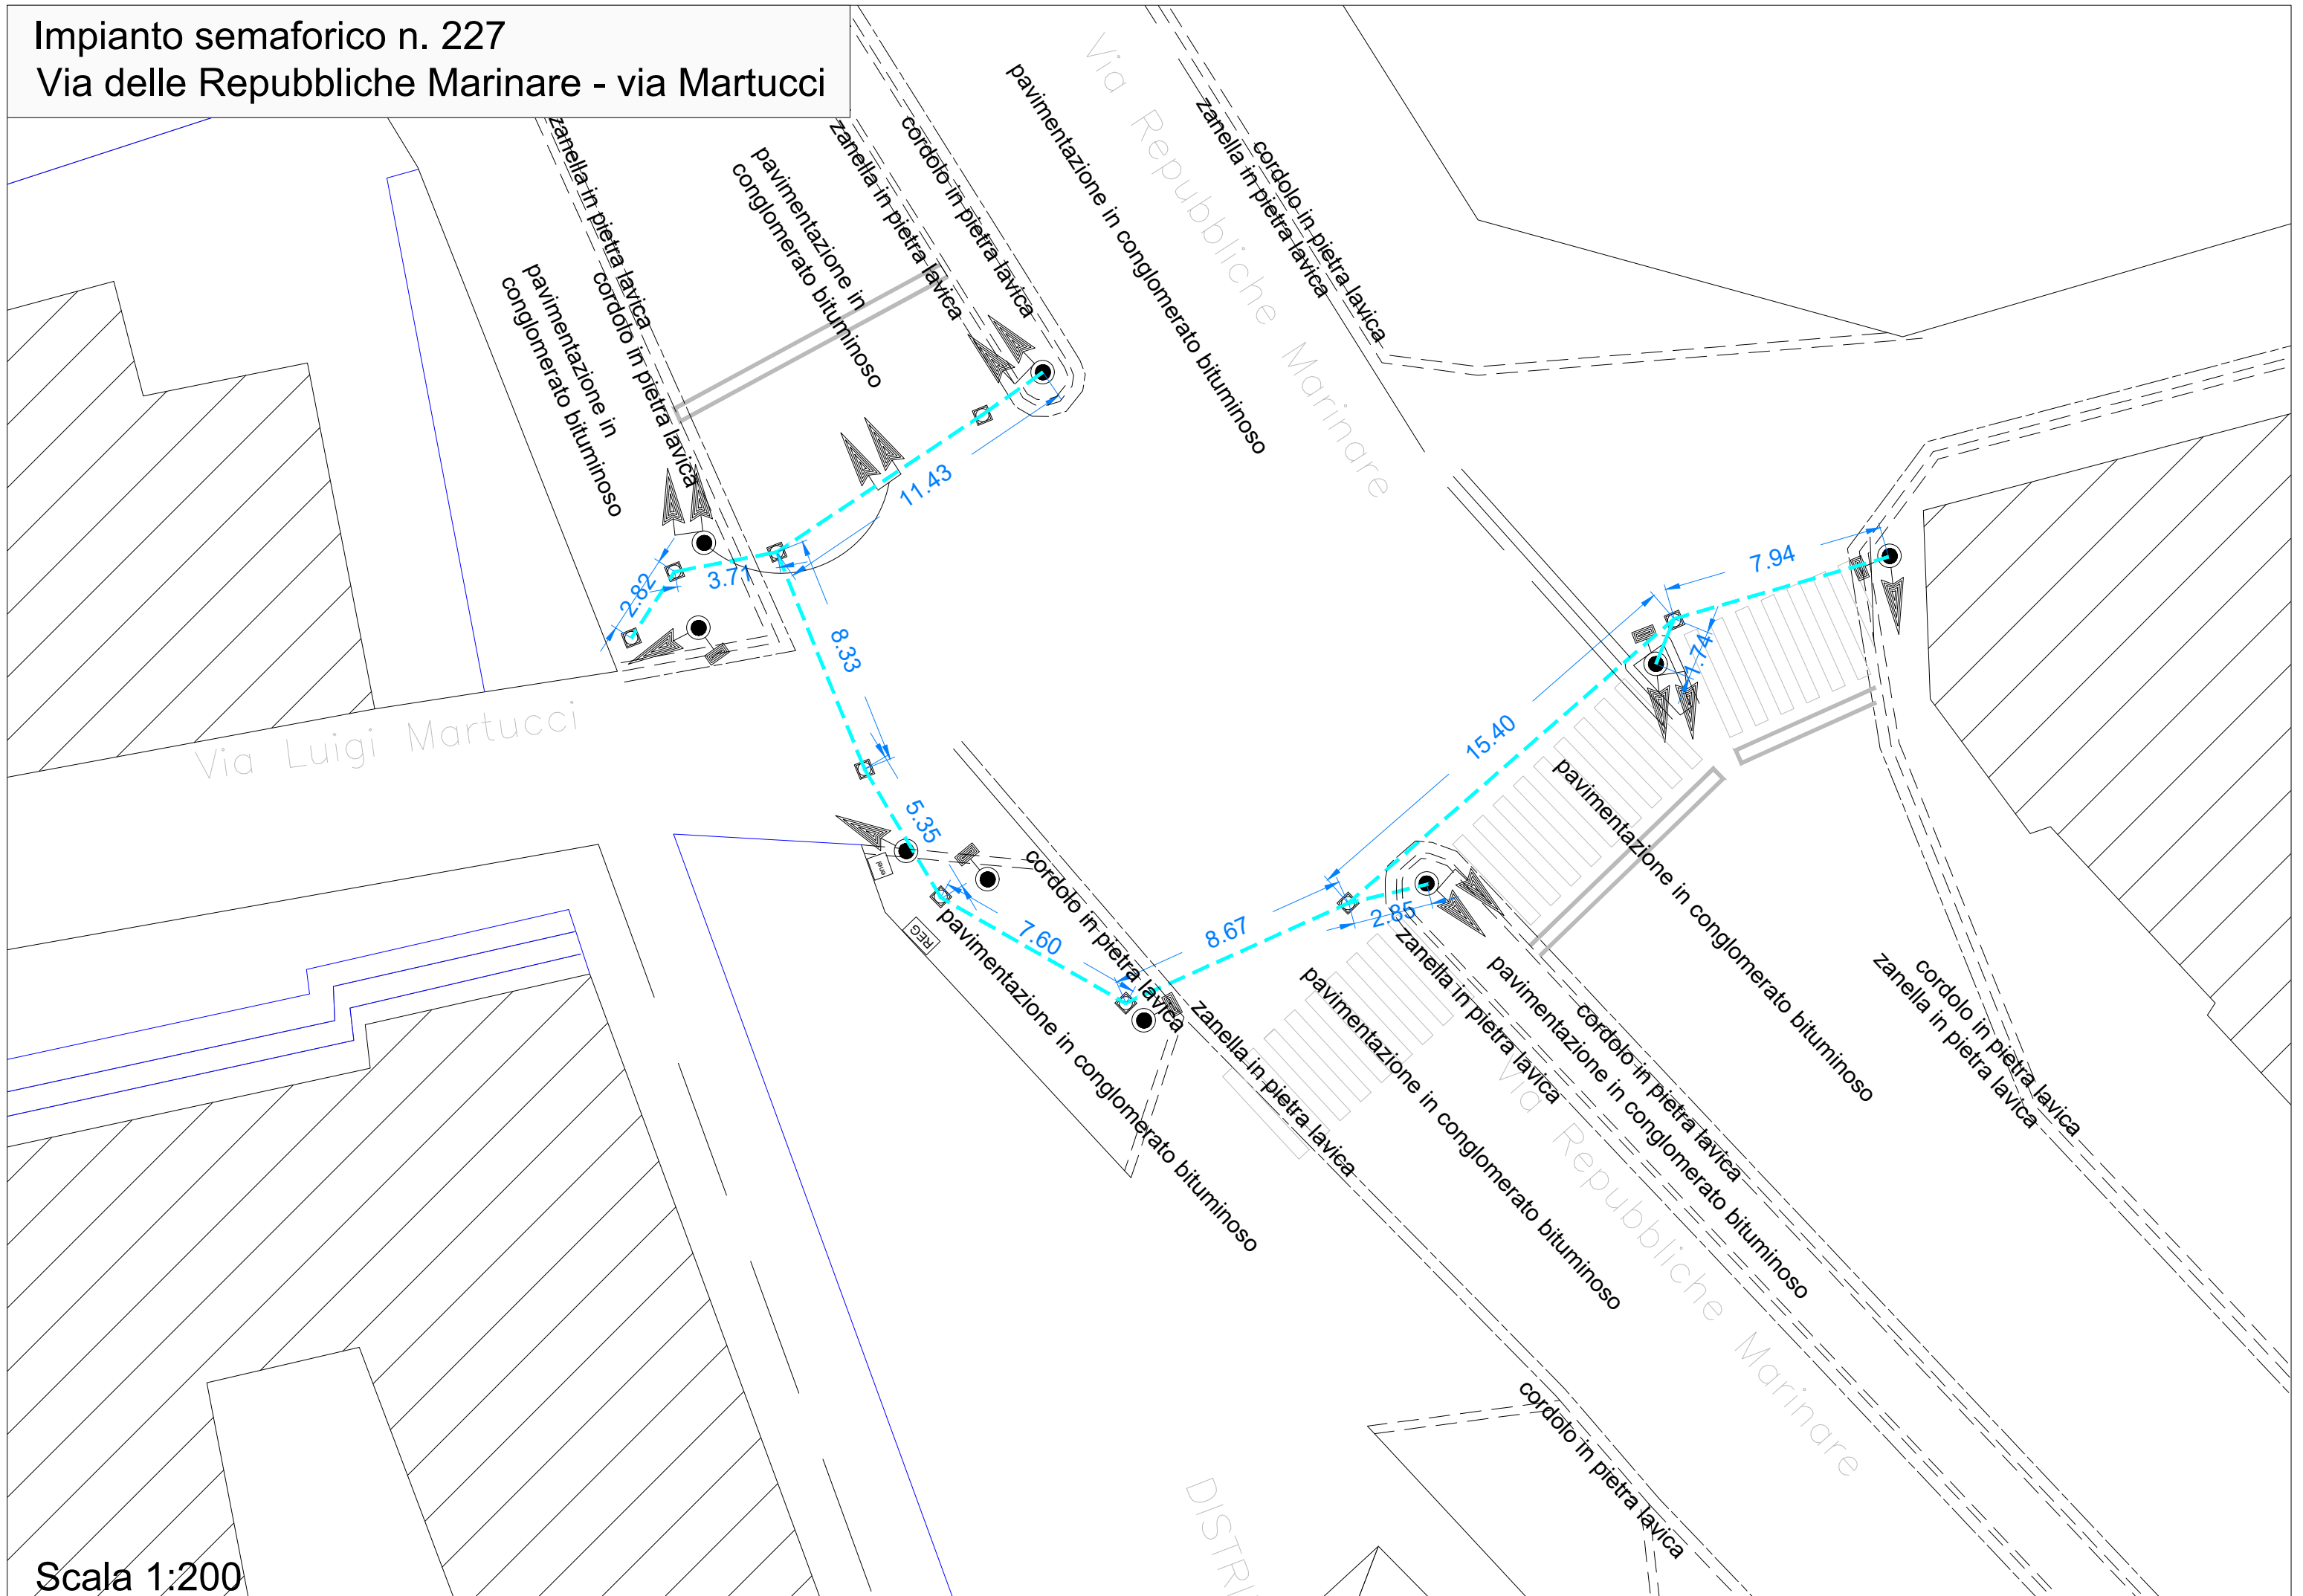 Impianto semaforico n. 227
Via delle Repubbliche Marinare - via Martucci
zanella in pietra lavica
cordolo in pietra lavica
pavimentazione in
conglomerato bituminoso
pavimentazione in
conglomerato bituminoso
zanella in pietra lavica
cordolo in pietra lavica
pavimentazione in conglomerato bituminoso
Via Repubbliche Marinare
zanella in pietra lavica
cordolo in pietra lavica
11.43
3.71
2.82
8.33
7.94
1.74
15.40
Via Luigi Martucci
5.35
enel
REG
7.60
8.67
2.85
cordolo in pietra lavica
pavimentazione in conglomerato bituminoso
zanella in pietra lavica
pavimentazione in conglomerato bituminoso
zanella in pietra lavica
pavimentazione in conglomerato bituminoso
cordolo in pietra lavica
pavimentazione in conglomerato bituminoso
cordolo in pietra lavica
zanella in pietra lavica
Via Repubbliche Marinare
cordolo in pietra lavica
Scala 1:200